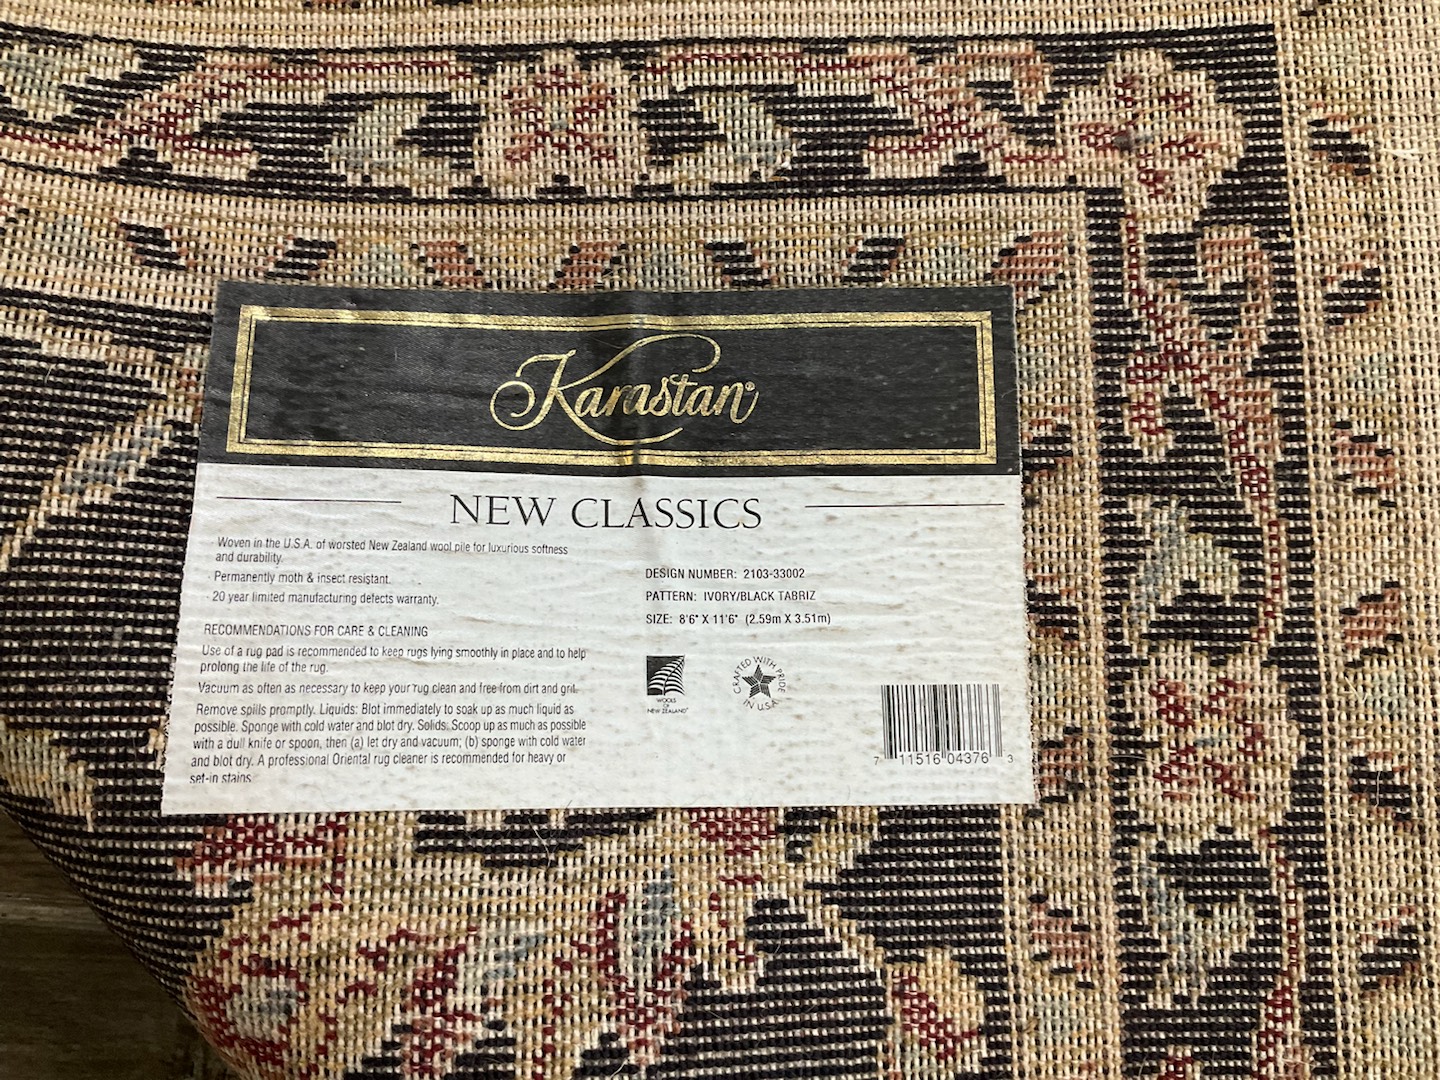 Karastan®
NEW CLASSICS
Woven in the U.S.A. of worsted New Zealand wool pile for luxurious softness
and durability.
· Permanently moth & insect resistant.
· 20 year limited manufacturing defects warranty.
RECOMMENDATIONS FOR CARE & CLEANING
Use of a rug pad is recommended to keep rugs lying smoothly in place and to help
prolong the life of the rug.
Vacuum as often as necessary to keep your rug clean and free from dirt and grit.
Remove spills promptly. Liquids: Blot immediately to soak up as much liquid as
possible. Sponge with cold water and blot dry. Solids: Scoop up as much as possible
with a dull knife or spoon, then (a) let dry and vacuum; (b) sponge with cold water
and blot dry. A professional Oriental rug cleaner is recommended for heavy or
set-in stains.
DESIGN NUMBER: 2103-33002
PATTERN: IVORY/BLACK TABRIZ
SIZE: 8'6" X 11'6" (2.59m X 3.51m)
WOOLS
OF
NEW ZEALAND
CRAFTED WITH PRIDE
IN U.S.A.
7 11516 04376 3